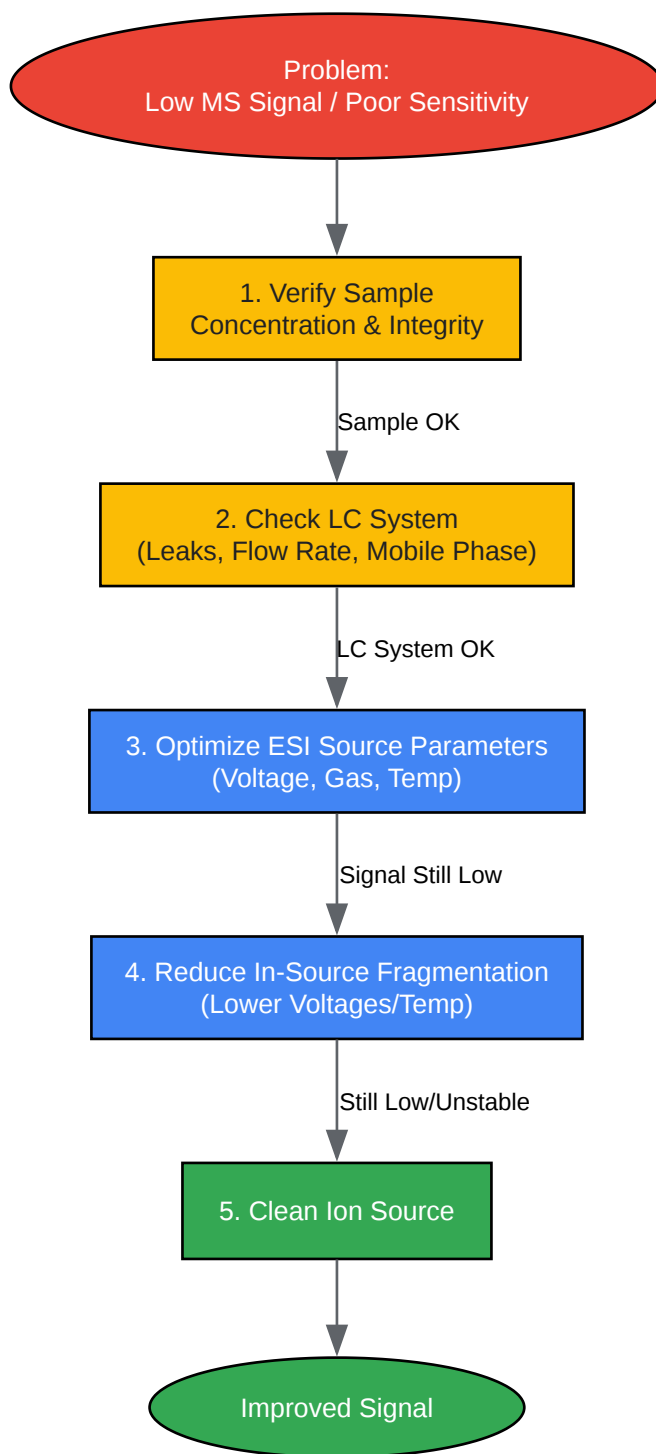 Problem:
Low MS Signal / Poor Sensitivity
1. Verify Sample
Concentration & Integrity
Sample OK
2. Check LC System
(Leaks, Flow Rate, Mobile Phase)
LC System OK
3. Optimize ESI Source Parameters
(Voltage, Gas, Temp)
Signal Still Low
4. Reduce In-Source Fragmentation
(Lower Voltages/Temp)
Still Low/Unstable
5. Clean Ion Source
Improved Signal